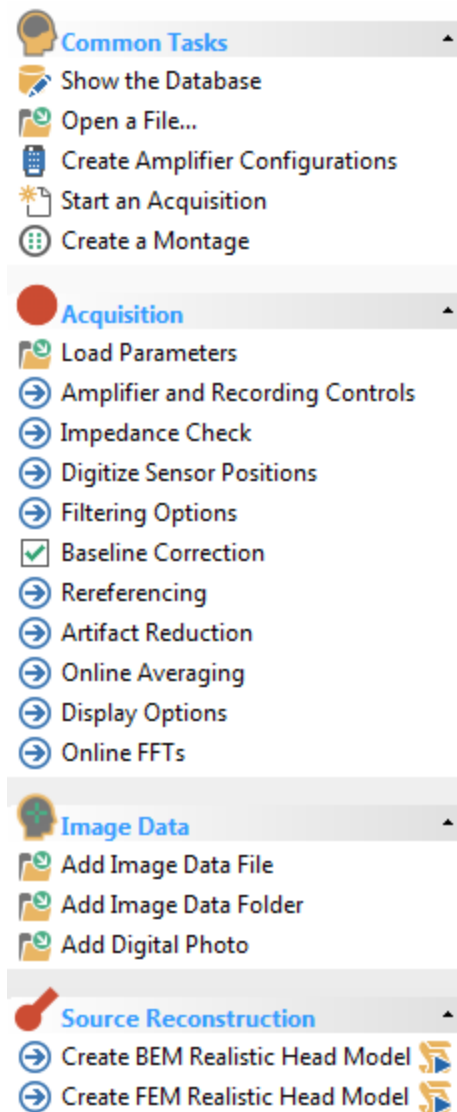 Common Tasks
Show the Database
Open a File...
Create Amplifier Configurations
Start an Acquisition
Create a Montage
Acquisition
Load Parameters
Amplifier and Recording Controls
Impedance Check
Digitize Sensor Positions
Filtering Options
Baseline Correction
Rereferencing
Artifact Reduction
Online Averaging
Display Options
Online FFTs
Image Data
Add Image Data File
Add Image Data Folder
Add Digital Photo
Source Reconstruction
Create BEM Realistic Head Model
Create FEM Realistic Head Model